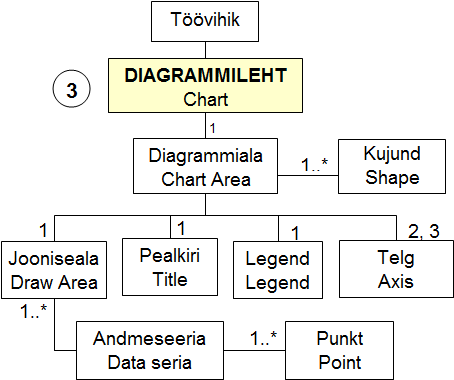 Töövihik
3
DIAGRAMMILEHT
Chart
1
Diagrammiala
Chart Area
1..*
Kujund
Shape
1
1
1
2, 3
Jooniseala
Draw Area
Pealkiri
Title
Legend
Legend
Telg
Axis
1..*
Andmeseeria
Data seria
1..*
Punkt
Point